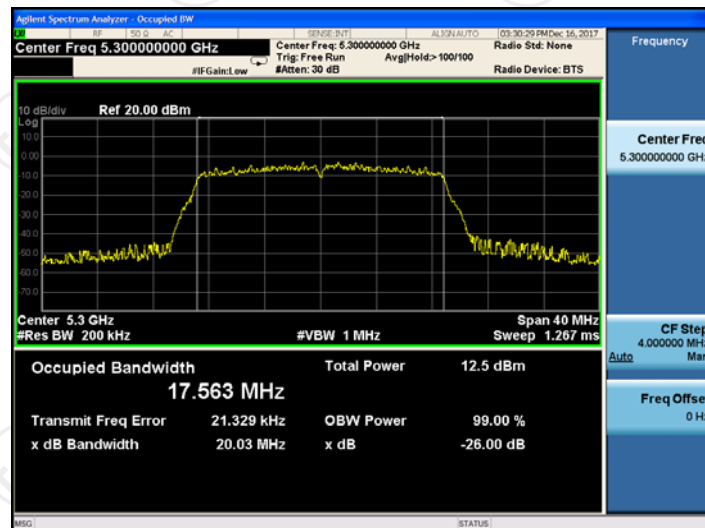 Agilent Spectrum Analyzer - Occupied BW
RF 50 Ω AC SENSE:INT ALIGNAUTO 03:30:29 PM Dec 16, 2017
Center Freq 5.300000000 GHz
Center Freq: 5.300000000 GHz
Radio Std: None
Trig: Free Run Avg|Hold:> 100/100
#IFGain:Low #Atten: 30 dB Radio Device: BTS
10 dB/div Ref 20.00 dBm
Log
10.0
0.00
-10.0
-20.0
-30.0
-40.0
-50.0
-60.0
-70.0
Center 5.3 GHz Span 40 MHz
#Res BW 200 kHz #VBW 1 MHz Sweep 1.267 ms
Occupied Bandwidth Total Power 12.5 dBm
17.563 MHz
Transmit Freq Error 21.329 kHz OBW Power 99.00 %
x dB Bandwidth 20.03 MHz x dB -26.00 dB
MSG STATUS
Frequency
Center Freq
5.300000000 GHz
CF Step
4.000000 MHz
Auto Man
Freq Offset
0 Hz